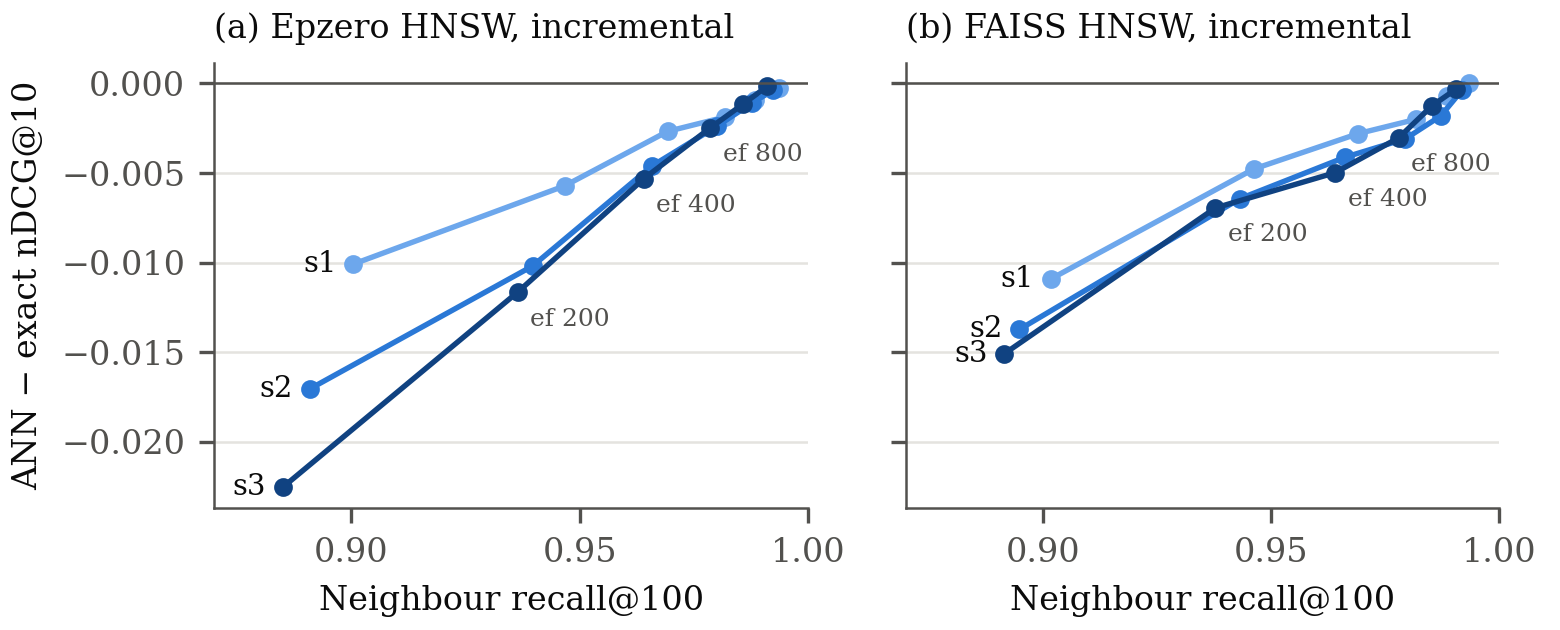 (a) Epzero HNSW, incremental
ANN − exact nDCG@10
0.000
−0.005
−0.010
−0.015
−0.020
s1
s2
s3
ef 800
ef 400
ef 200
0.90
0.95
1.00
Neighbour recall@100
(b) FAISS HNSW, incremental
s1
s2
s3
ef 800
ef 400
ef 200
0.90
0.95
1.00
Neighbour recall@100